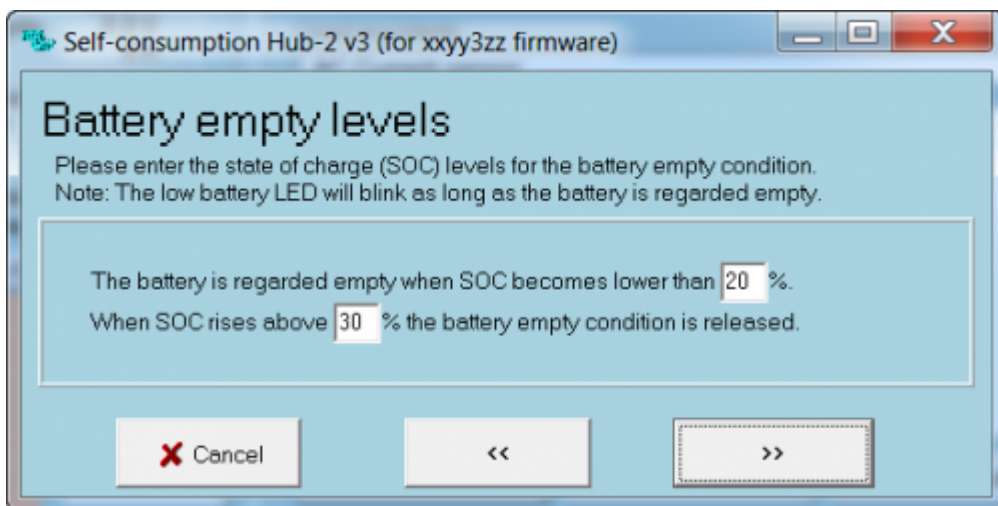 Self-consumption Hub-2 v3 (for xxyy3zz firmware)
Battery empty levels
Please enter the state of charge (SOC) levels for the battery empty condition.
Note: The low battery LED will blink as long as the battery is regarded empty.
The battery is regarded empty when SOC becomes lower than 20 %.
When SOC rises above 30 % the battery empty condition is released.
Cancel << >>